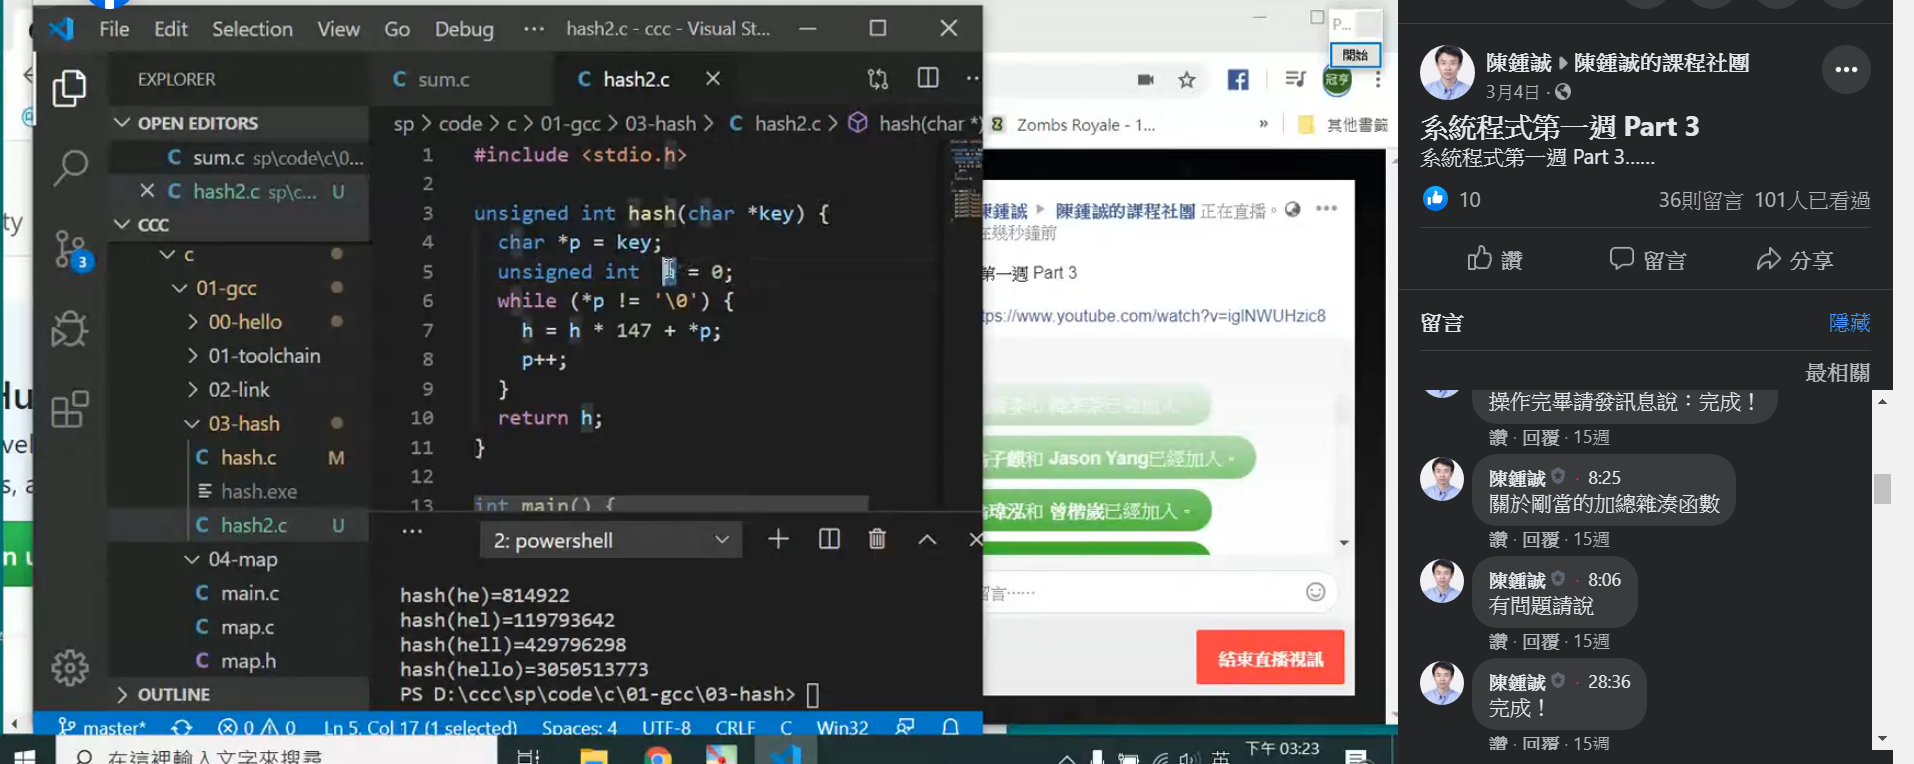 File Edit Selection View Go Debug ··· hash2.c - ccc - Visual St...
EXPLORER
OPEN EDITORS
sum.c sp\code\c\0...
hash2.c sp\c... U
CCC
c
01-gcc
00-hello
01-toolchain
02-link
03-hash
hash.c M
hash.exe
hash2.c U
04-map
main.c
map.c
map.h
OUTLINE
3
sum.c
hash2.c
sp > code > c > 01-gcc > 03-hash > C hash2.c > hash(char *)
1 #include <stdio.h>
2
3 unsigned int hash(char *key) {
4 char *p = key;
5 unsigned int h = 0;
6 while (*p != '\0') {
7 h = h * 147 + *p;
8 p++;
9 }
10 return h;
11 }
12
13 int main() {
2: powershell
hash(he)=814922
hash(hel)=119793642
hash(hell)=429796298
hash(hello)=3050513773
PS D:\ccc\sp\code\c\01-gcc\03-hash>
master* 0 0 Ln 5, Col 17 (1 selected) Spaces: 4 UTF-8 CRLF C Win32
在這裡輸入文字來搜尋
英
下午 03:23
P...
開始
冠亨
Zombs Royale - 1...
»
其他書籤
陳鍾誠 ▸ 陳鍾誠的課程社團 正在直播。
在幾秒鐘前
第一週 Part 3
tps://www.youtube.com/watch?v=iglNWUHzic8
子麒和 Jason Yang已經加入。
瑋泓和 曾楷崴已經加入。
留言……
結束直播視訊
陳鍾誠 ▸ 陳鍾誠的課程社團
3月4日 ·
系統程式第一週 Part 3
系統程式第一週 Part 3......
10
36則留言 101人已看過
讚 留言 分享
留言 隱藏
最相關
操作完畢請發訊息說：完成！
讚 · 回覆 · 15週
陳鍾誠 · 8:25
關於剛當的加總雜湊函數
讚 · 回覆 · 15週
陳鍾誠 · 8:06
有問題請說
讚 · 回覆 · 15週
陳鍾誠 · 28:36
完成！
讚 · 回覆 · 15週